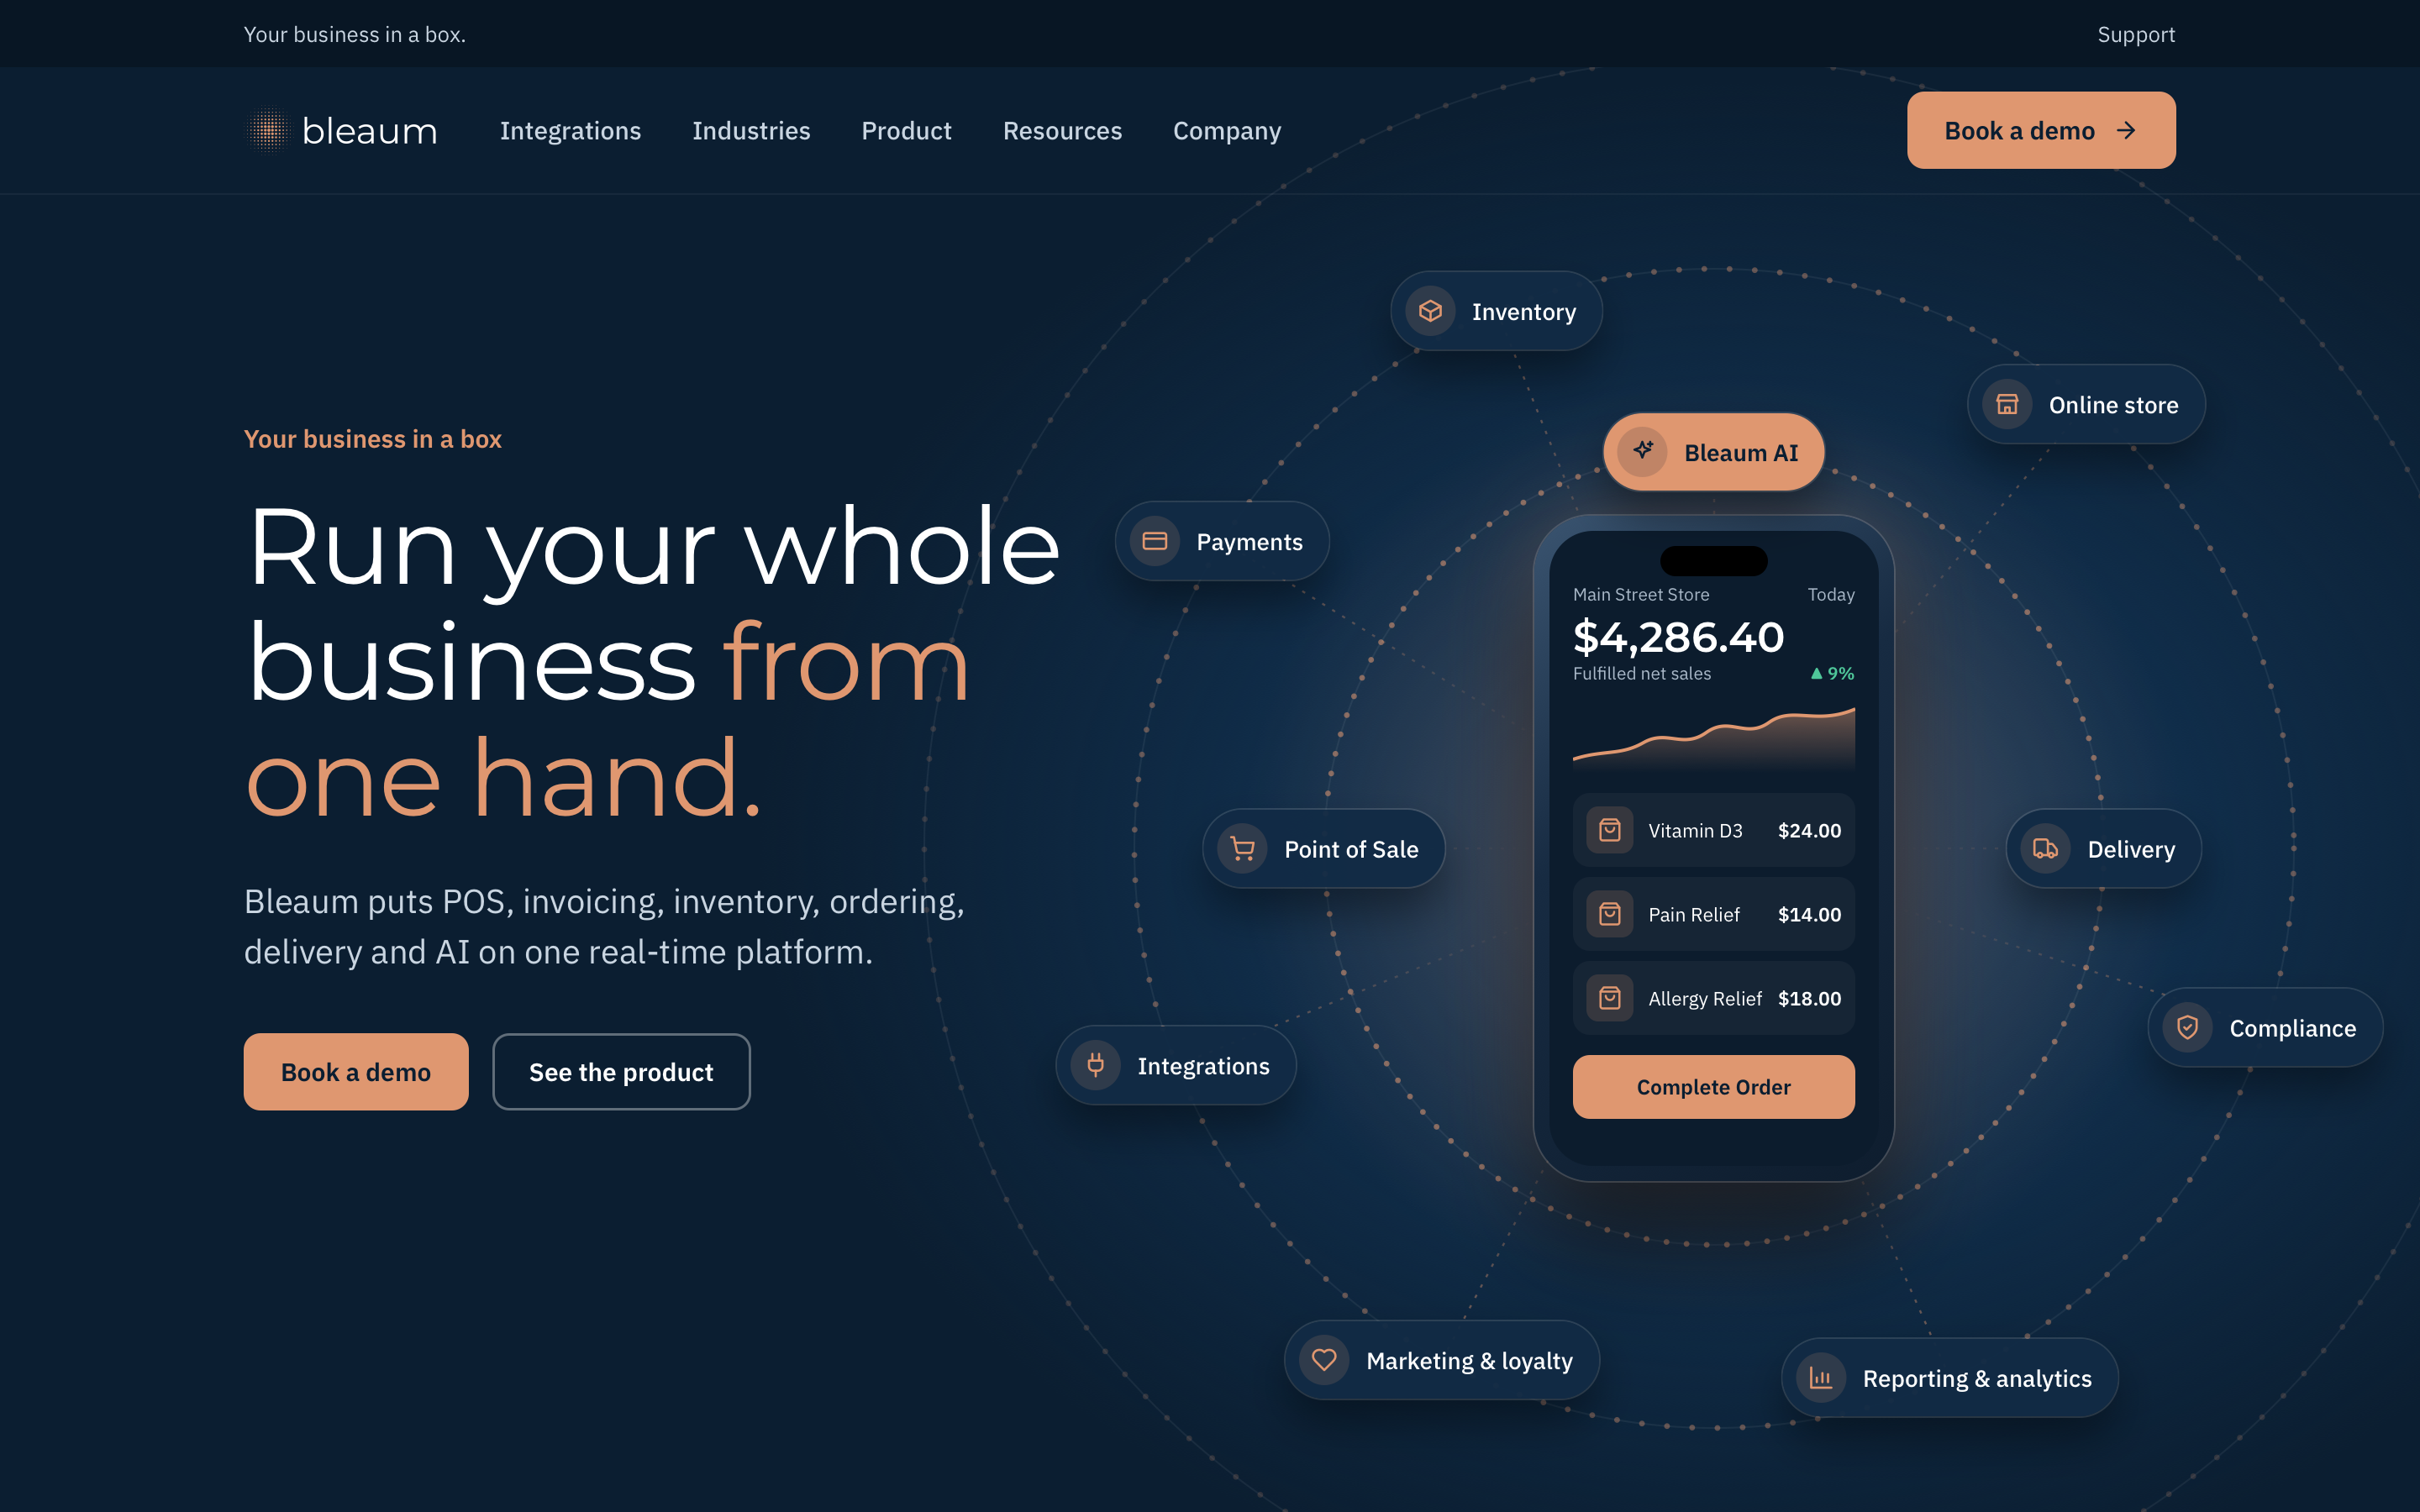 Your business in a box.
Support
bleaum
Integrations
Industries
Product
Resources
Company
Book a demo
Your business in a box
Run your whole
business from
one hand.
Bleaum puts POS, invoicing, inventory, ordering,
delivery and AI on one real-time platform.
Book a demo
See the product
Inventory
Online store
Bleaum AI
Payments
Main Street Store
Today
$4,286.40
Fulfilled net sales
▲ 9%
Point of Sale
Vitamin D3 $24.00
Delivery
Pain Relief $14.00
Allergy Relief $18.00
Compliance
Integrations
Complete Order
Marketing & loyalty
Reporting & analytics